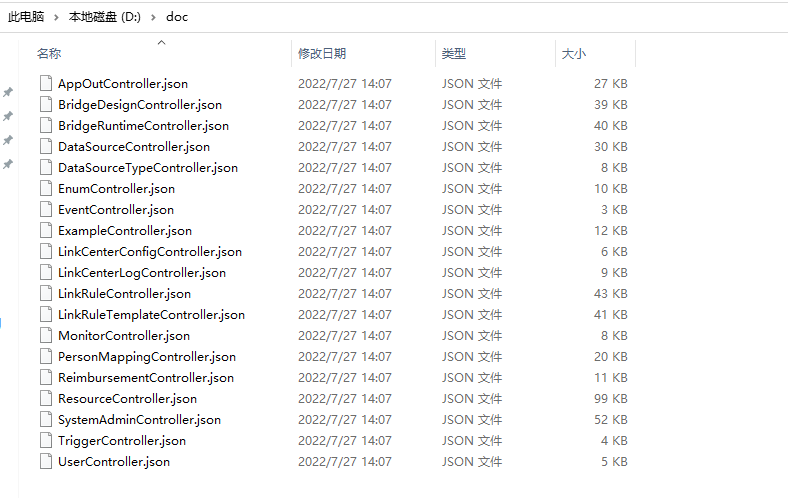 此电脑 > 本地磁盘 (D:) > doc
名称 修改日期 类型 大小
AppOutController.json 2022/7/27 14:07 JSON 文件 27 KB
BridgeDesignController.json 2022/7/27 14:07 JSON 文件 39 KB
BridgeRuntimeController.json 2022/7/27 14:07 JSON 文件 40 KB
DataSourceController.json 2022/7/27 14:07 JSON 文件 30 KB
DataSourceTypeController.json 2022/7/27 14:07 JSON 文件 8 KB
EnumController.json 2022/7/27 14:07 JSON 文件 10 KB
EventController.json 2022/7/27 14:07 JSON 文件 3 KB
ExampleController.json 2022/7/27 14:07 JSON 文件 12 KB
LinkCenterConfigController.json 2022/7/27 14:07 JSON 文件 6 KB
LinkCenterLogController.json 2022/7/27 14:07 JSON 文件 9 KB
LinkRuleController.json 2022/7/27 14:07 JSON 文件 43 KB
LinkRuleTemplateController.json 2022/7/27 14:07 JSON 文件 41 KB
MonitorController.json 2022/7/27 14:07 JSON 文件 8 KB
PersonMappingController.json 2022/7/27 14:07 JSON 文件 20 KB
ReimbursementController.json 2022/7/27 14:07 JSON 文件 11 KB
ResourceController.json 2022/7/27 14:07 JSON 文件 99 KB
SystemAdminController.json 2022/7/27 14:07 JSON 文件 52 KB
TriggerController.json 2022/7/27 14:07 JSON 文件 4 KB
UserController.json 2022/7/27 14:07 JSON 文件 5 KB